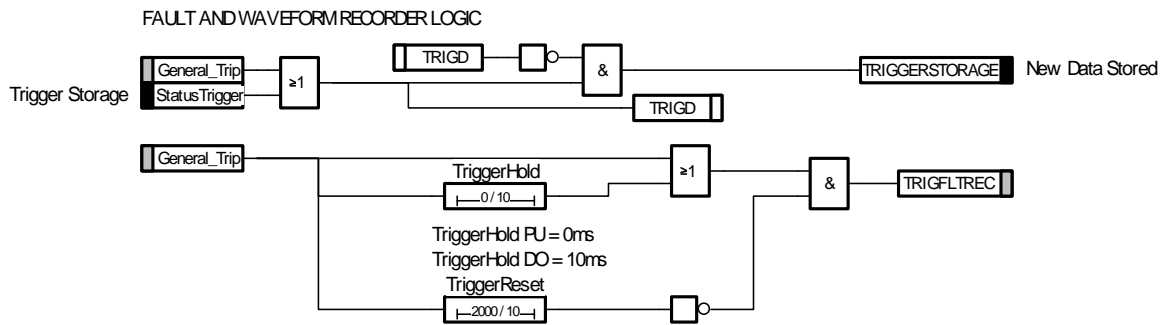 FAULT AND WAVEFORM RECORDER LOGIC
General_Trip
TRIGD
&
≥1
TRIGGERSTORAGE
New Data Stored
Trigger Storage
StatusTrigger
TRIGD
General_Trip
TriggerHold
≥1
&
TRIGFLTREC
0 / 10
TriggerHold PU = 0ms
TriggerHold DO = 10ms
TriggerReset
2000 / 10